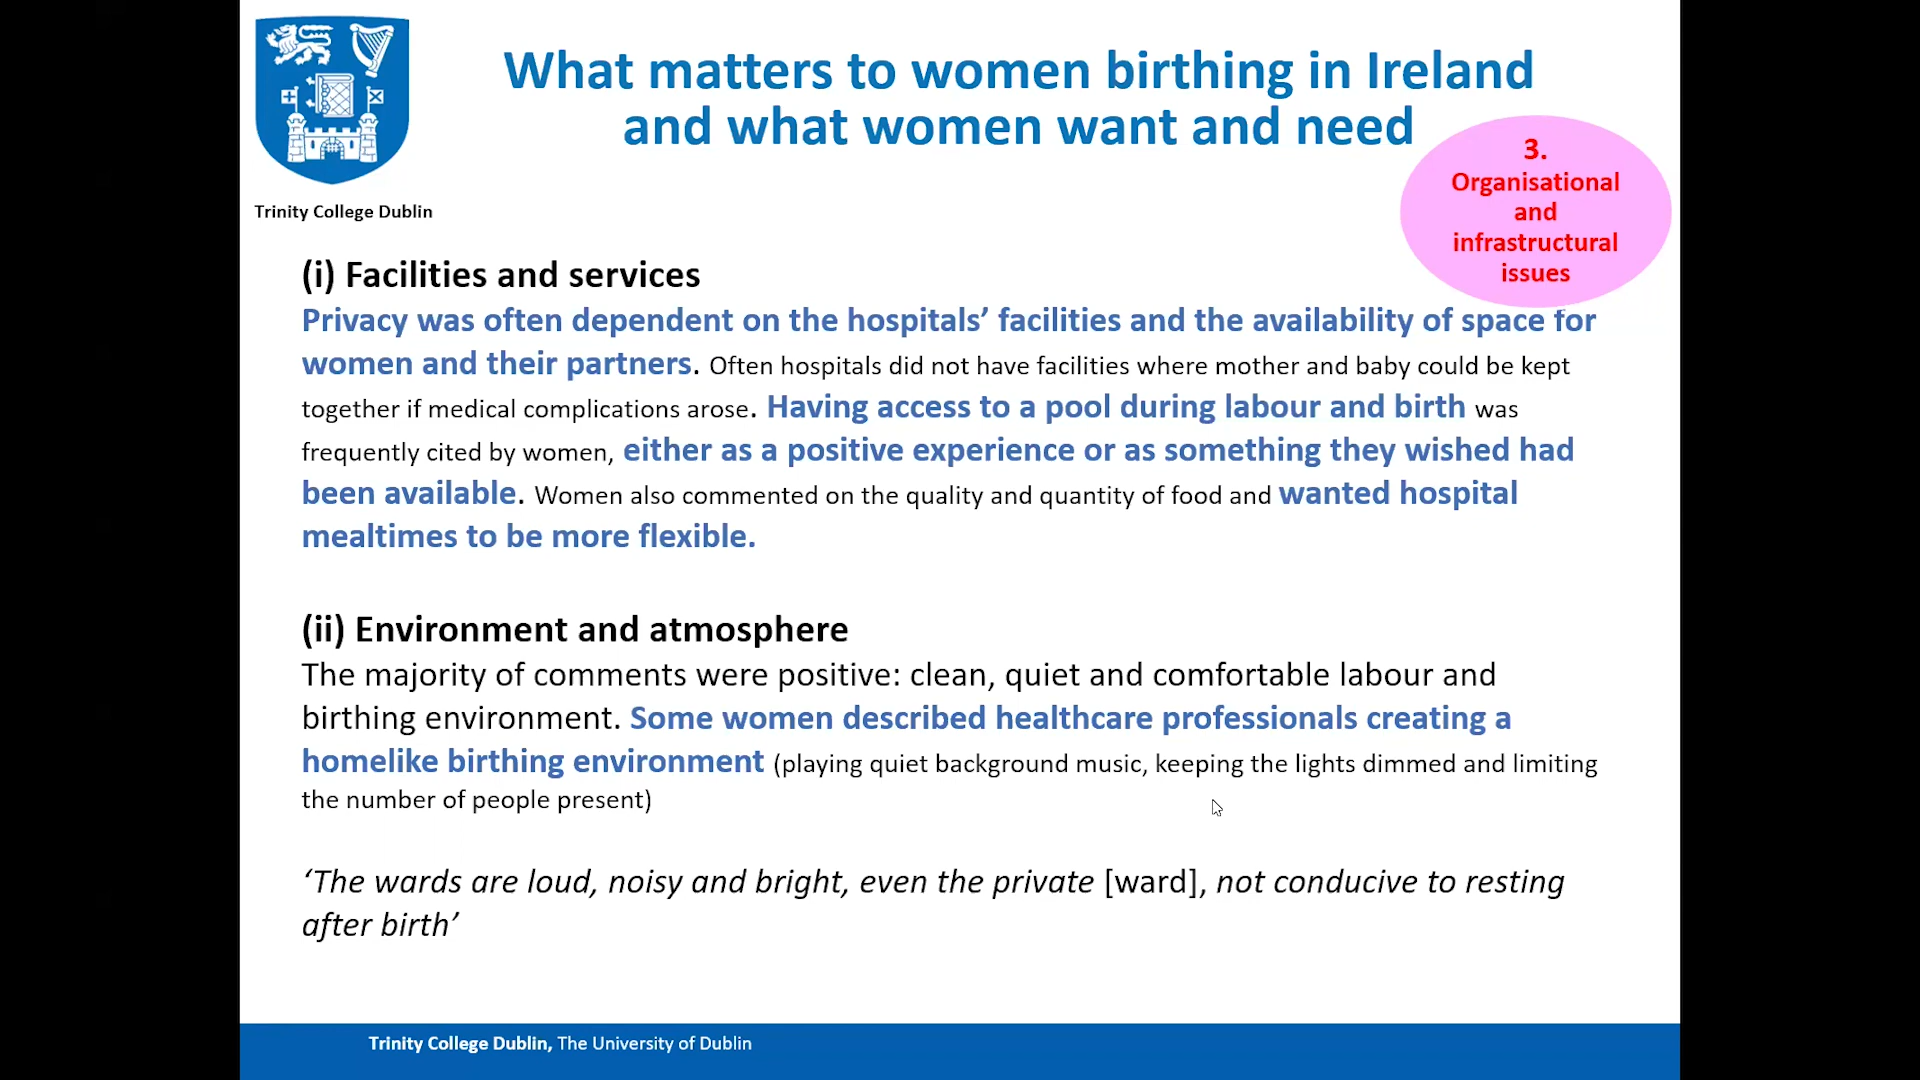 What matters to women birthing in Ireland
and what women want and need
3.
Organisational
and
infrastructural
issues
Trinity College Dublin
(i) Facilities and services
Privacy was often dependent on the hospitals’ facilities and the availability of space for
women and their partners. Often hospitals did not have facilities where mother and baby could be kept
together if medical complications arose. Having access to a pool during labour and birth was
frequently cited by women, either as a positive experience or as something they wished had
been available. Women also commented on the quality and quantity of food and wanted hospital
mealtimes to be more flexible.
(ii) Environment and atmosphere
The majority of comments were positive: clean, quiet and comfortable labour and
birthing environment. Some women described healthcare professionals creating a
homelike birthing environment (playing quiet background music, keeping the lights dimmed and limiting
the number of people present)
‘The wards are loud, noisy and bright, even the private [ward], not conducive to resting
after birth’
Trinity College Dublin, The University of Dublin